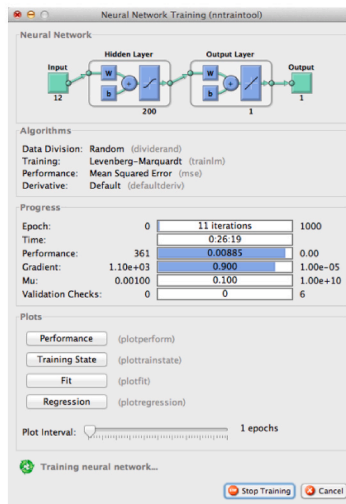 Neural Network Training (nntraintool)
Neural Network
Hidden Layer
Output Layer
Input
Output
W
W
b
b
12
1
200
1
Algorithms
Data Division: Random (dividerand)
Training: Levenberg-Marquardt (trainlm)
Performance: Mean Squared Error (mse)
Derivative: Default (defaultderiv)
Progress
Epoch: 0 11 iterations 1000
Time: 0:26:19
Performance: 361 0.00885 0.00
Gradient: 1.10e+03 0.900 1.00e-05
Mu: 0.00100 0.100 1.00e+10
Validation Checks: 0 0 6
Plots
Performance (plotperform)
Training State (plottrainstate)
Fit (plotfit)
Regression (plotregression)
Plot Interval: 1 epochs
Training neural network...
Stop Training Cancel